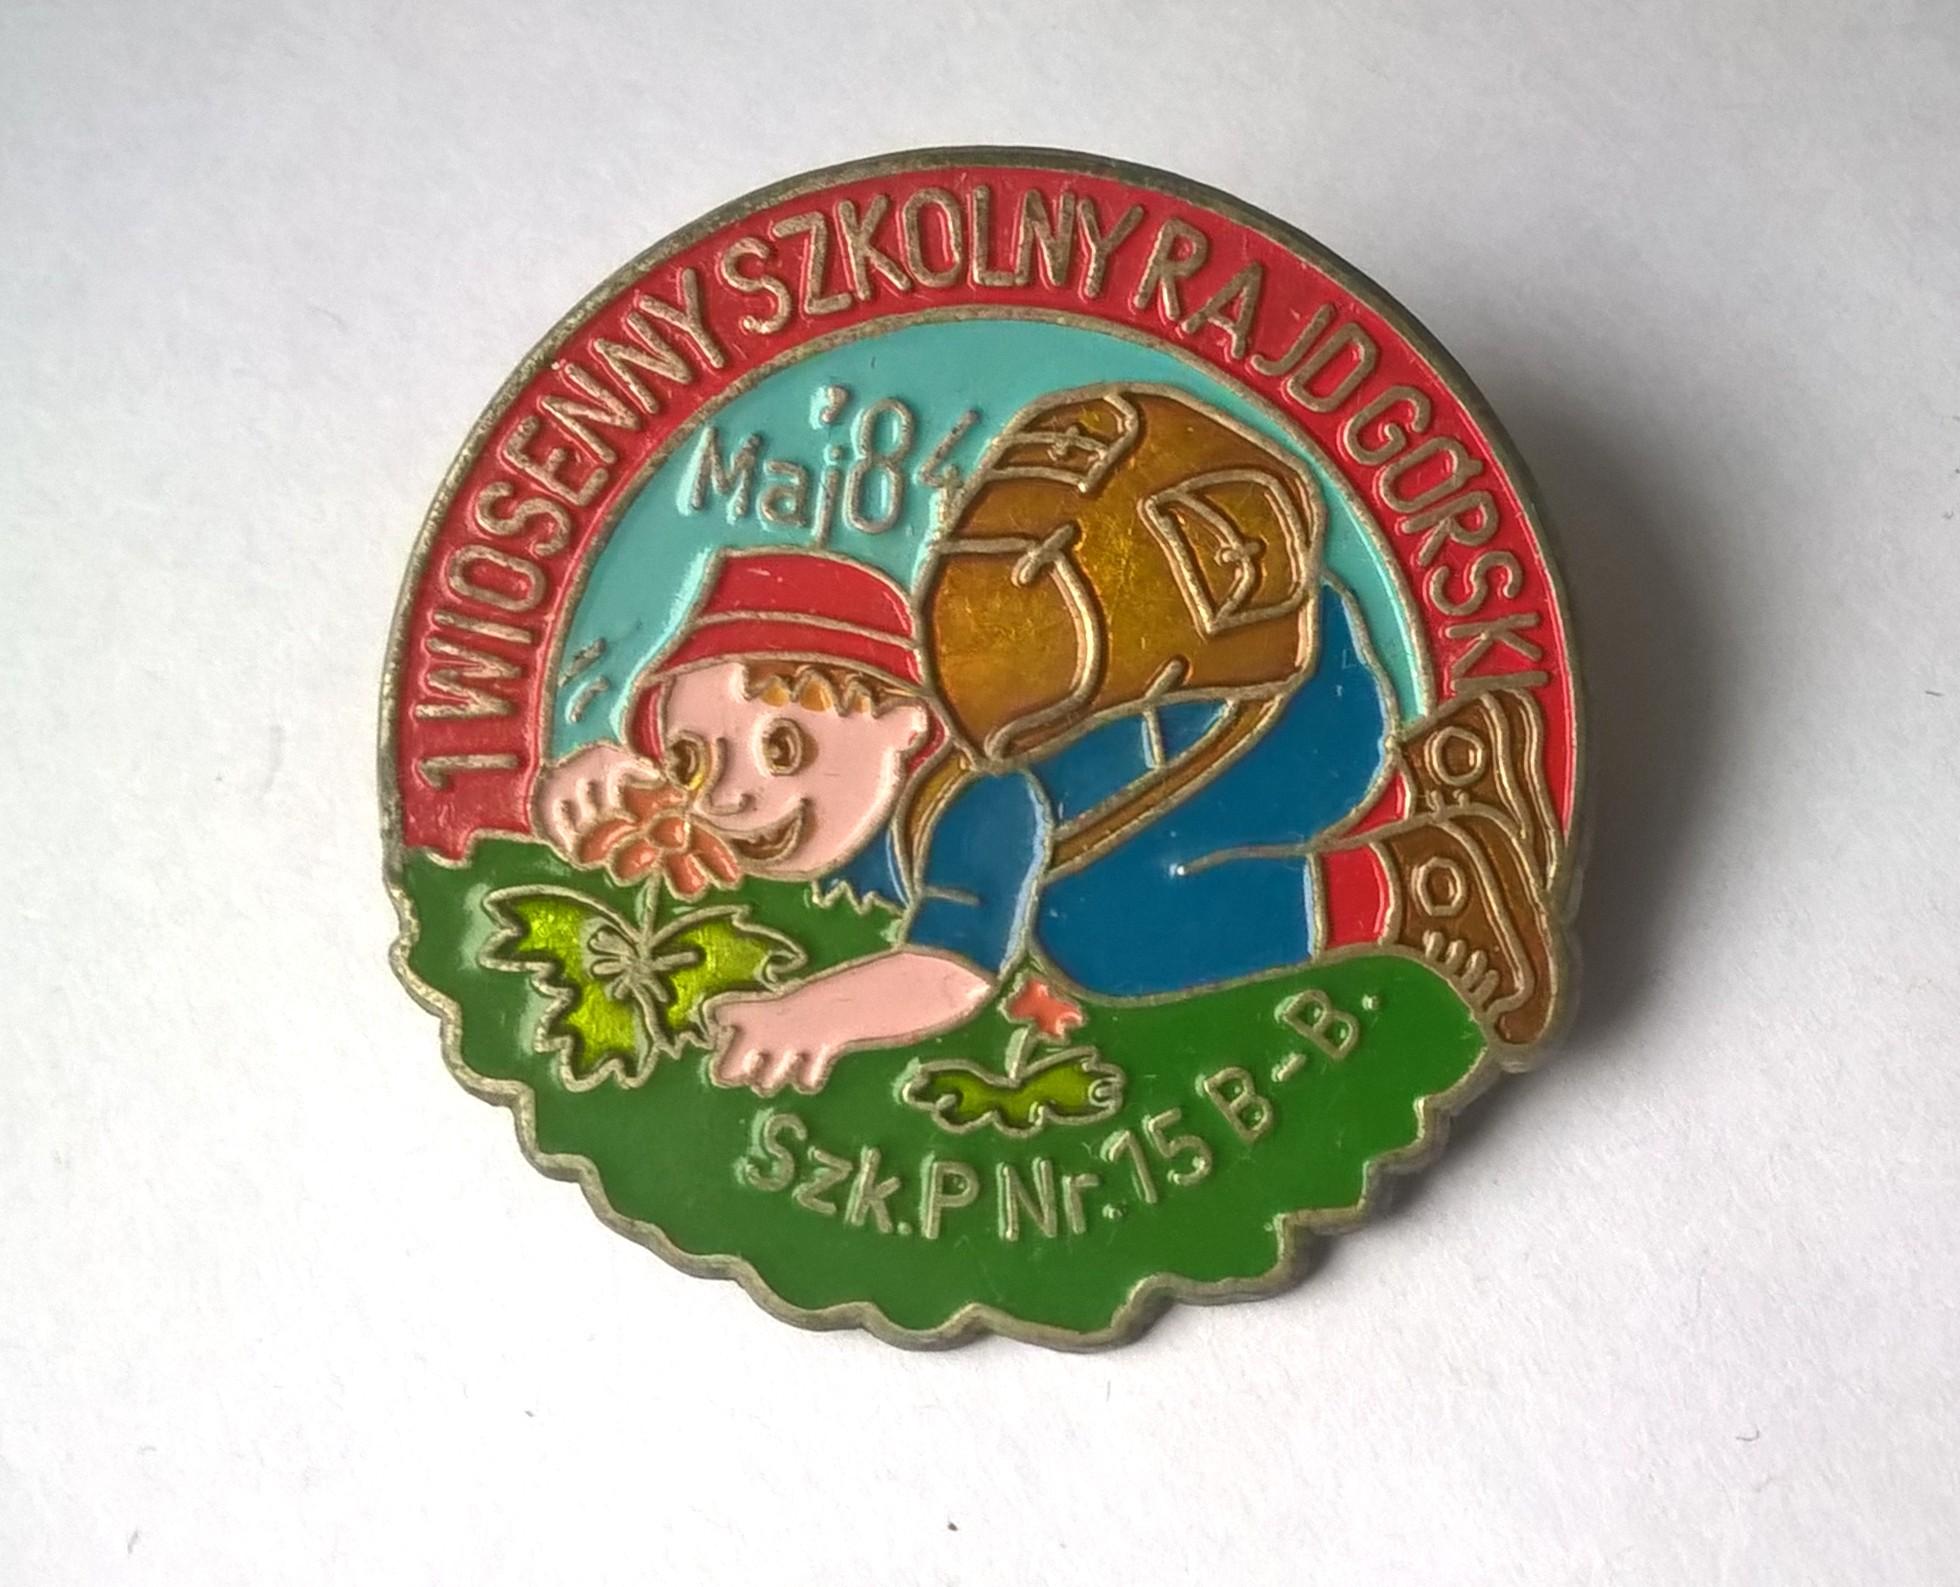 1 WIOSENNY SZKOLNY RAJD GÓRSKI
Maj '84
Szk. P Nr. 15 B-B.